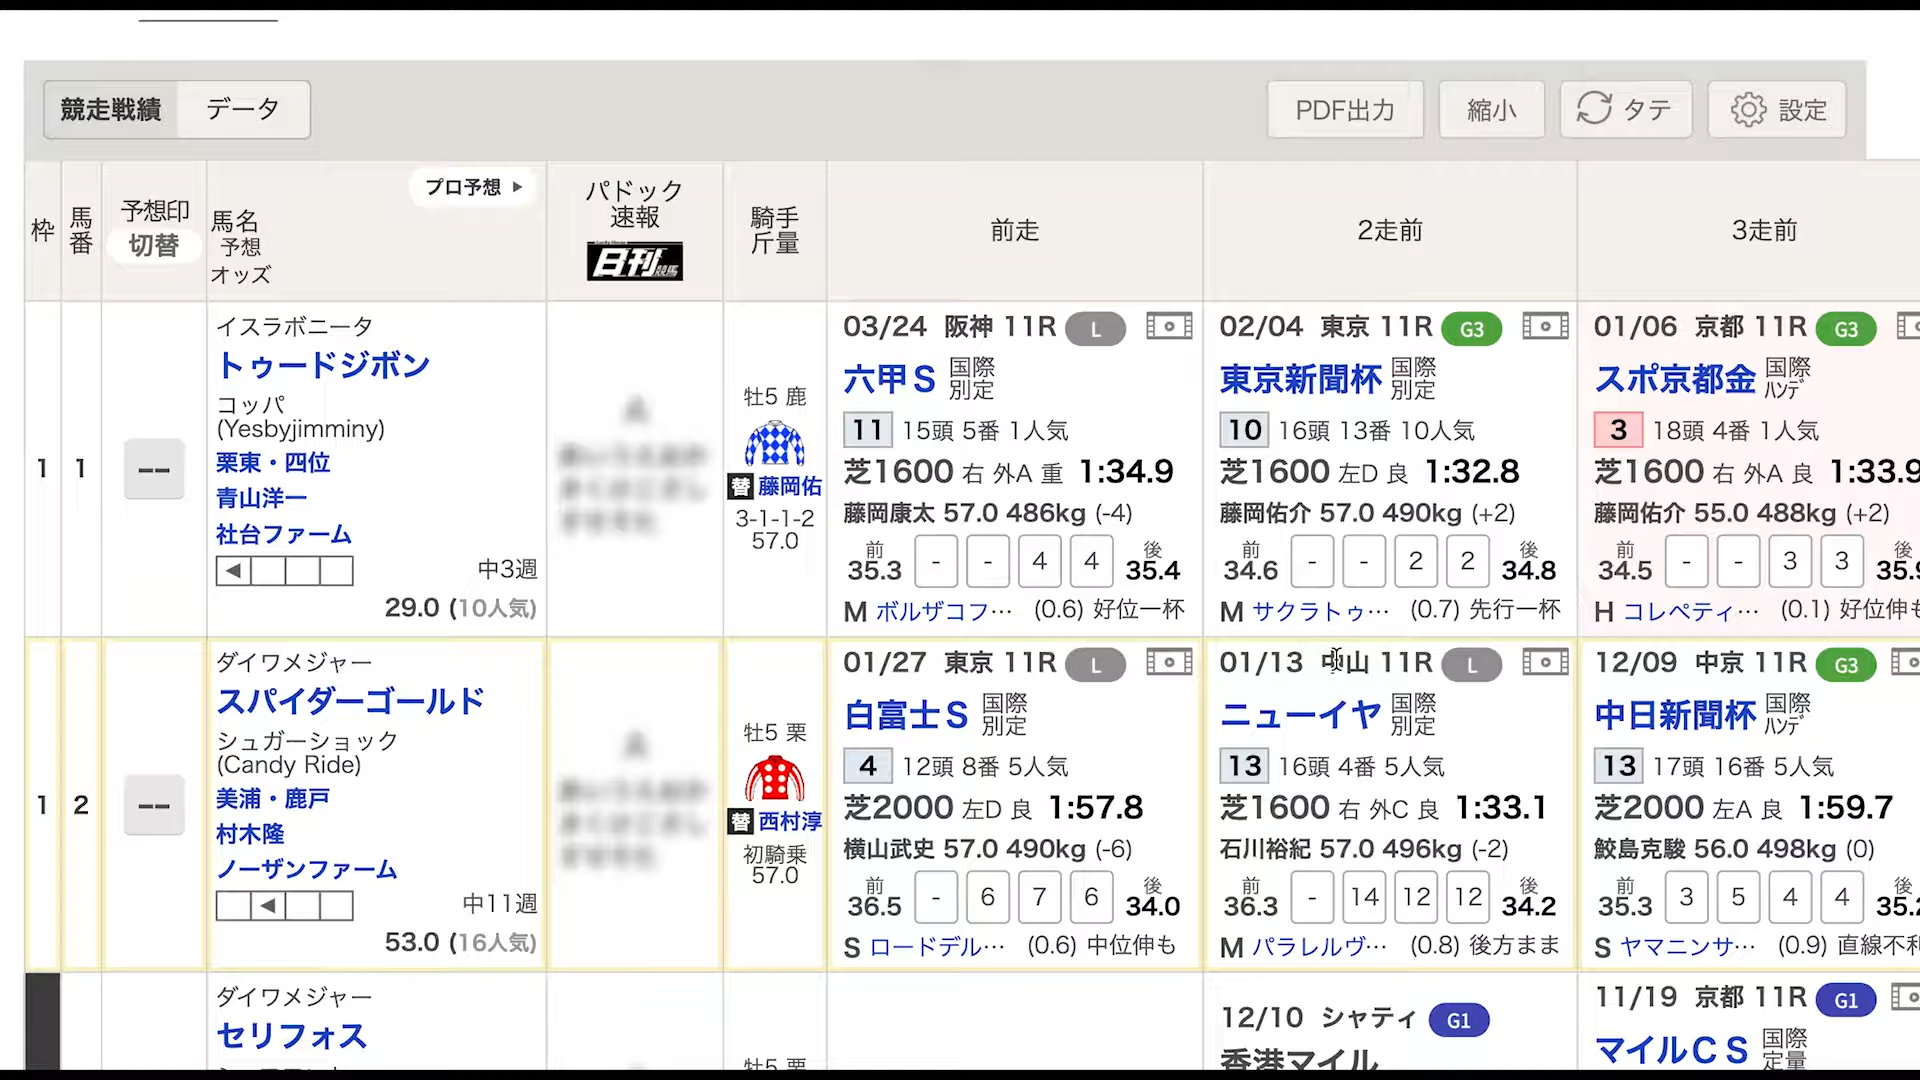 競走戦績 データ PDF出力 縮小 タテ 設定
枠 馬番 予想印 切替 馬名 予想 オッズ プロ予想 ▶ パドック 速報 日刊競馬 騎手 斤量 前走 2走前 3走前
1 1 --
イスラボニータ
トゥードジボン
コッパ
(Yesbyjimminy)
栗東・四位
青山洋一
社台ファーム
◀ 中3週
29.0 (10人気)
牡5 鹿
替 藤岡佑
3-1-1-2
57.0
03/24 阪神 11R L
六甲S 国際 別定
11 15頭 5番 1人気
芝1600 右 外A 重 1:34.9
藤岡康太 57.0 486kg (-4)
前 35.3 - - 4 4 後 35.4
M ボルザコフ… (0.6) 好位一杯
02/04 東京 11R G3
東京新聞杯 国際 別定
10 16頭 13番 10人気
芝1600 左D 良 1:32.8
藤岡佑介 57.0 490kg (+2)
前 34.6 - - 2 2 後 34.8
M サクラトゥ… (0.7) 先行一杯
01/06 京都 11R G3
スポ京都金 国際 ハンデ
3 18頭 4番 1人気
芝1600 右 外A 良 1:33.9
藤岡佑介 55.0 488kg (+2)
前 34.5 - - 3 3 後 35.9
H コレペティ… (0.1) 好位伸も
1 2 --
ダイワメジャー
スパイダーゴールド
シュガーショック
(Candy Ride)
美浦・鹿戸
村木隆
ノーザンファーム
◀ 中11週
53.0 (16人気)
牡5 栗
替 西村淳
初騎乗
57.0
01/27 東京 11R L
白富士S 国際 別定
4 12頭 8番 5人気
芝2000 左D 良 1:57.8
横山武史 57.0 490kg (-6)
前 36.5 - 6 7 6 後 34.0
S ロードデル… (0.6) 中位伸も
01/13 中山 11R L
ニューイヤ 国際 別定
13 16頭 4番 5人気
芝1600 右 外C 良 1:33.1
石川裕紀 57.0 496kg (-2)
前 36.3 - 14 12 12 後 34.2
M パラレルヴ… (0.8) 後方まま
12/09 中京 11R G3
中日新聞杯 国際 ハンデ
13 17頭 16番 5人気
芝2000 左A 良 1:59.7
鮫島克駿 56.0 498kg (0)
前 35.3 3 5 4 4 後 35.2
S ヤマニンサ… (0.9) 直線不利
ダイワメジャー
セリフォス
牡5 栗
12/10 シャティ G1
香港マイル
11/19 京都 11R G1
マイルCS 国際 定量